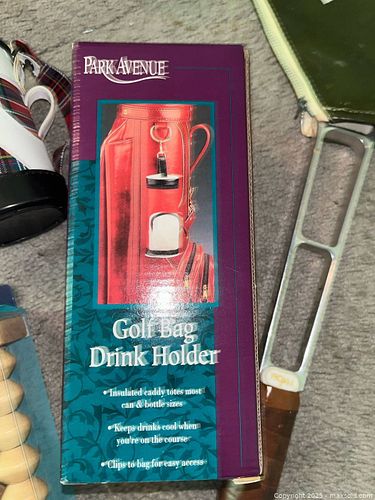 PARK AVENUE
Golf Bag
Drink Holder
• Insulated caddy totes most
can & bottle sizes
• Keeps drinks cool when
you're on the course
• Clips to bag for easy access
Copyright 2025 - maxsold.com